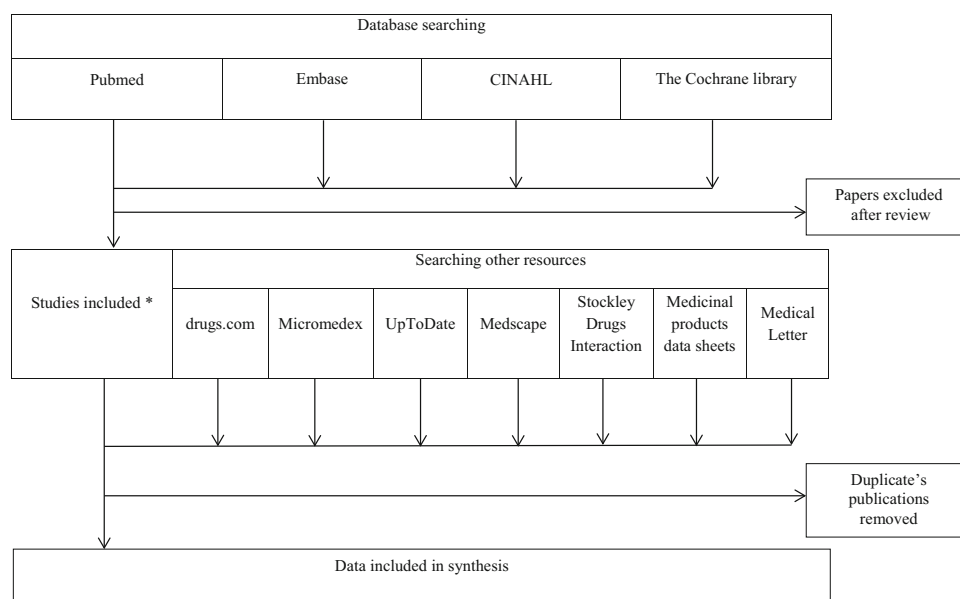 Database searching
Pubmed
Embase
CINAHL
The Cochrane library
Papers excluded
after review
Studies included *
Searching other resources
drugs.com
Micromedex
UpToDate
Medscape
Stockley
Drugs
Interaction
Medicinal
products
data sheets
Medical
Letter
Duplicate’s
publications
removed
Data included in synthesis